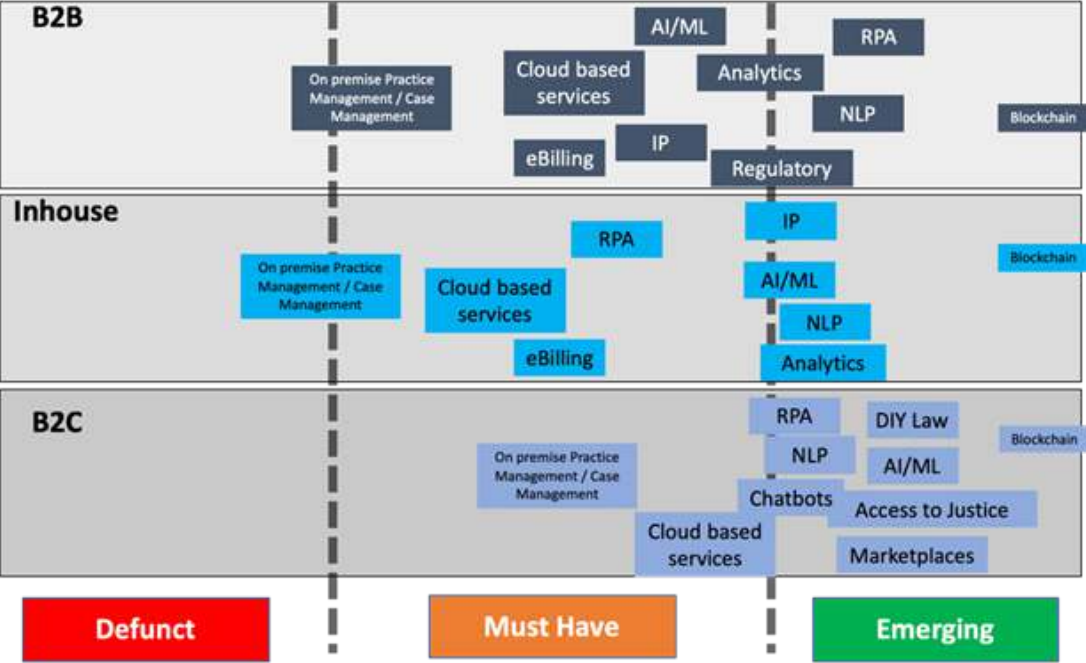 B2B
AI/ML
RPA
Cloud based
services
Analytics
On premise Practice
Management / Case
Management
NLP
Blockchain
IP
eBilling
Regulatory
Inhouse
IP
RPA
Blockchain
On premise Practice
Management / Case
Management
AI/ML
Cloud based
services
NLP
eBilling
Analytics
B2C
RPA
DIY Law
Blockchain
NLP
AI/ML
On premise Practice
Management / Case
Management
Chatbots
Access to Justice
Cloud based
services
Marketplaces
Defunct
Must Have
Emerging